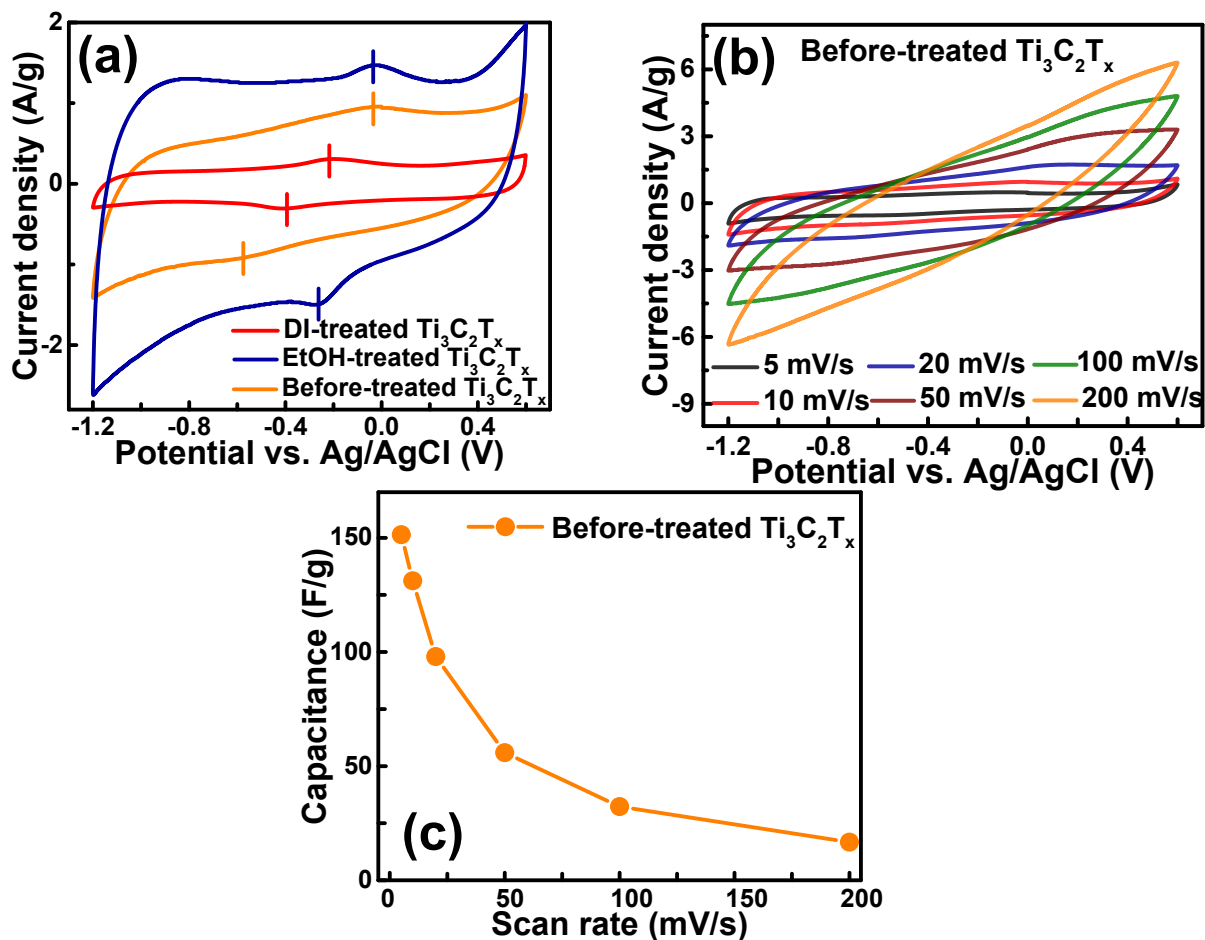 (a)
Current density (A/g)
2
0
-2
DI-treated Ti₃C₂Tₓ
EtOH-treated Ti₃C₂Tₓ
Before-treated Ti₃C₂Tₓ
-1.2 -0.8 -0.4 0.0 0.4
Potential vs. Ag/AgCl (V)
(b)
Before-treated Ti₃C₂Tₓ
Current density (A/g)
6
3
0
-3
-6
-9
5 mV/s 20 mV/s 100 mV/s
10 mV/s 50 mV/s 200 mV/s
-1.2 -0.8 -0.4 0.0 0.4
Potential vs. Ag/AgCl (V)
Before-treated Ti₃C₂Tₓ
Capacitance (F/g)
150
100
50
0
(c)
0 50 100 150 200
Scan rate (mV/s)